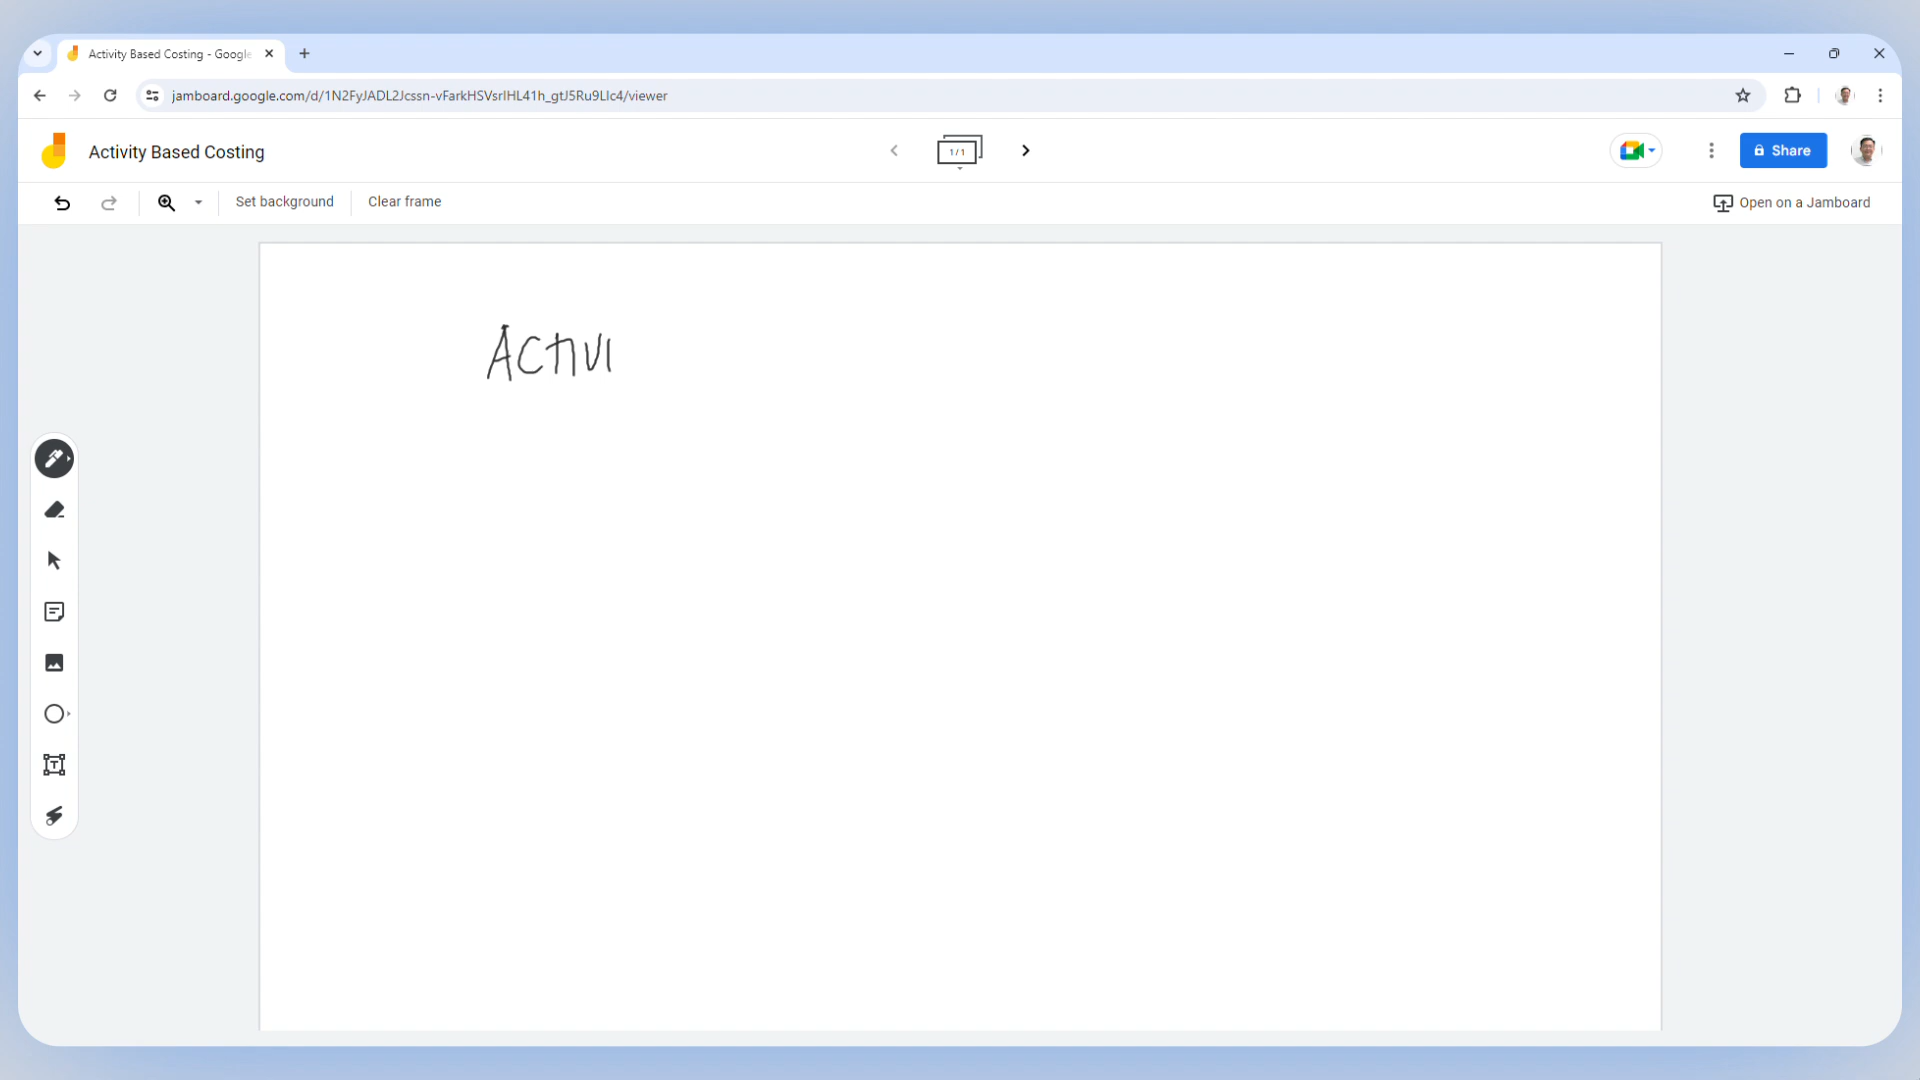 Activity Based Costing - Google
jamboard.google.com/d/1N2FyJADL2Jcssn-vFarkHSVsrIHL41h_gtJ5Ru9LIc4/viewer
Activity Based Costing
1 / 1
Share
Set background
Clear frame
Open on a Jamboard
ACTIVI
T